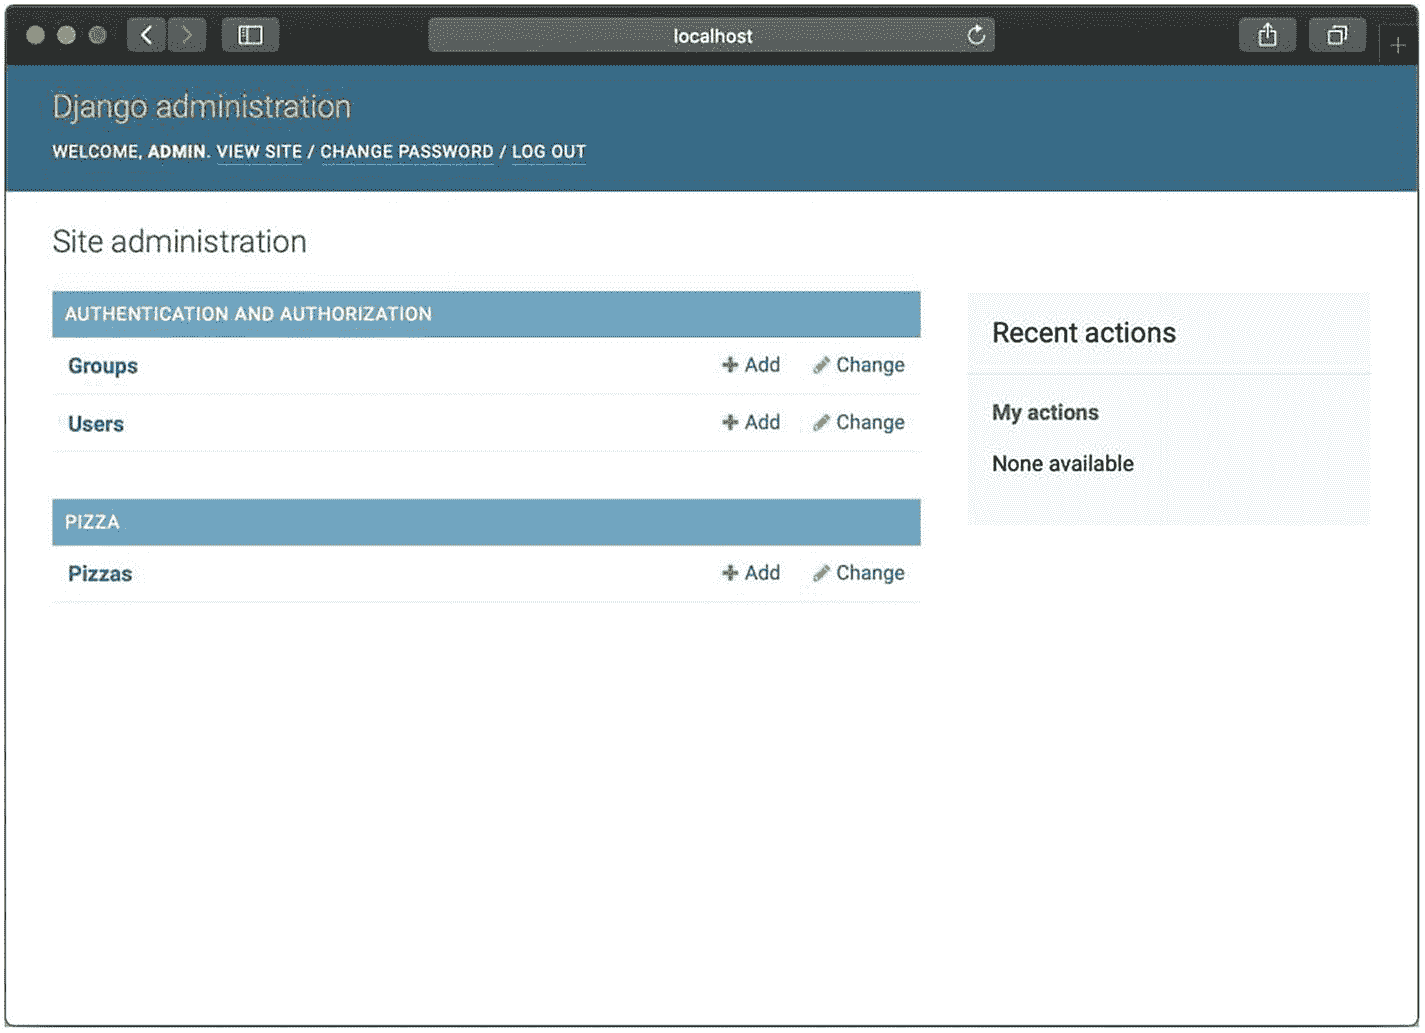 localhost
Django administration
WELCOME, ADMIN. VIEW SITE / CHANGE PASSWORD / LOG OUT
Site administration
AUTHENTICATION AND AUTHORIZATION
Groups Add Change
Users Add Change
PIZZA
Pizzas Add Change
Recent actions
My actions
None available